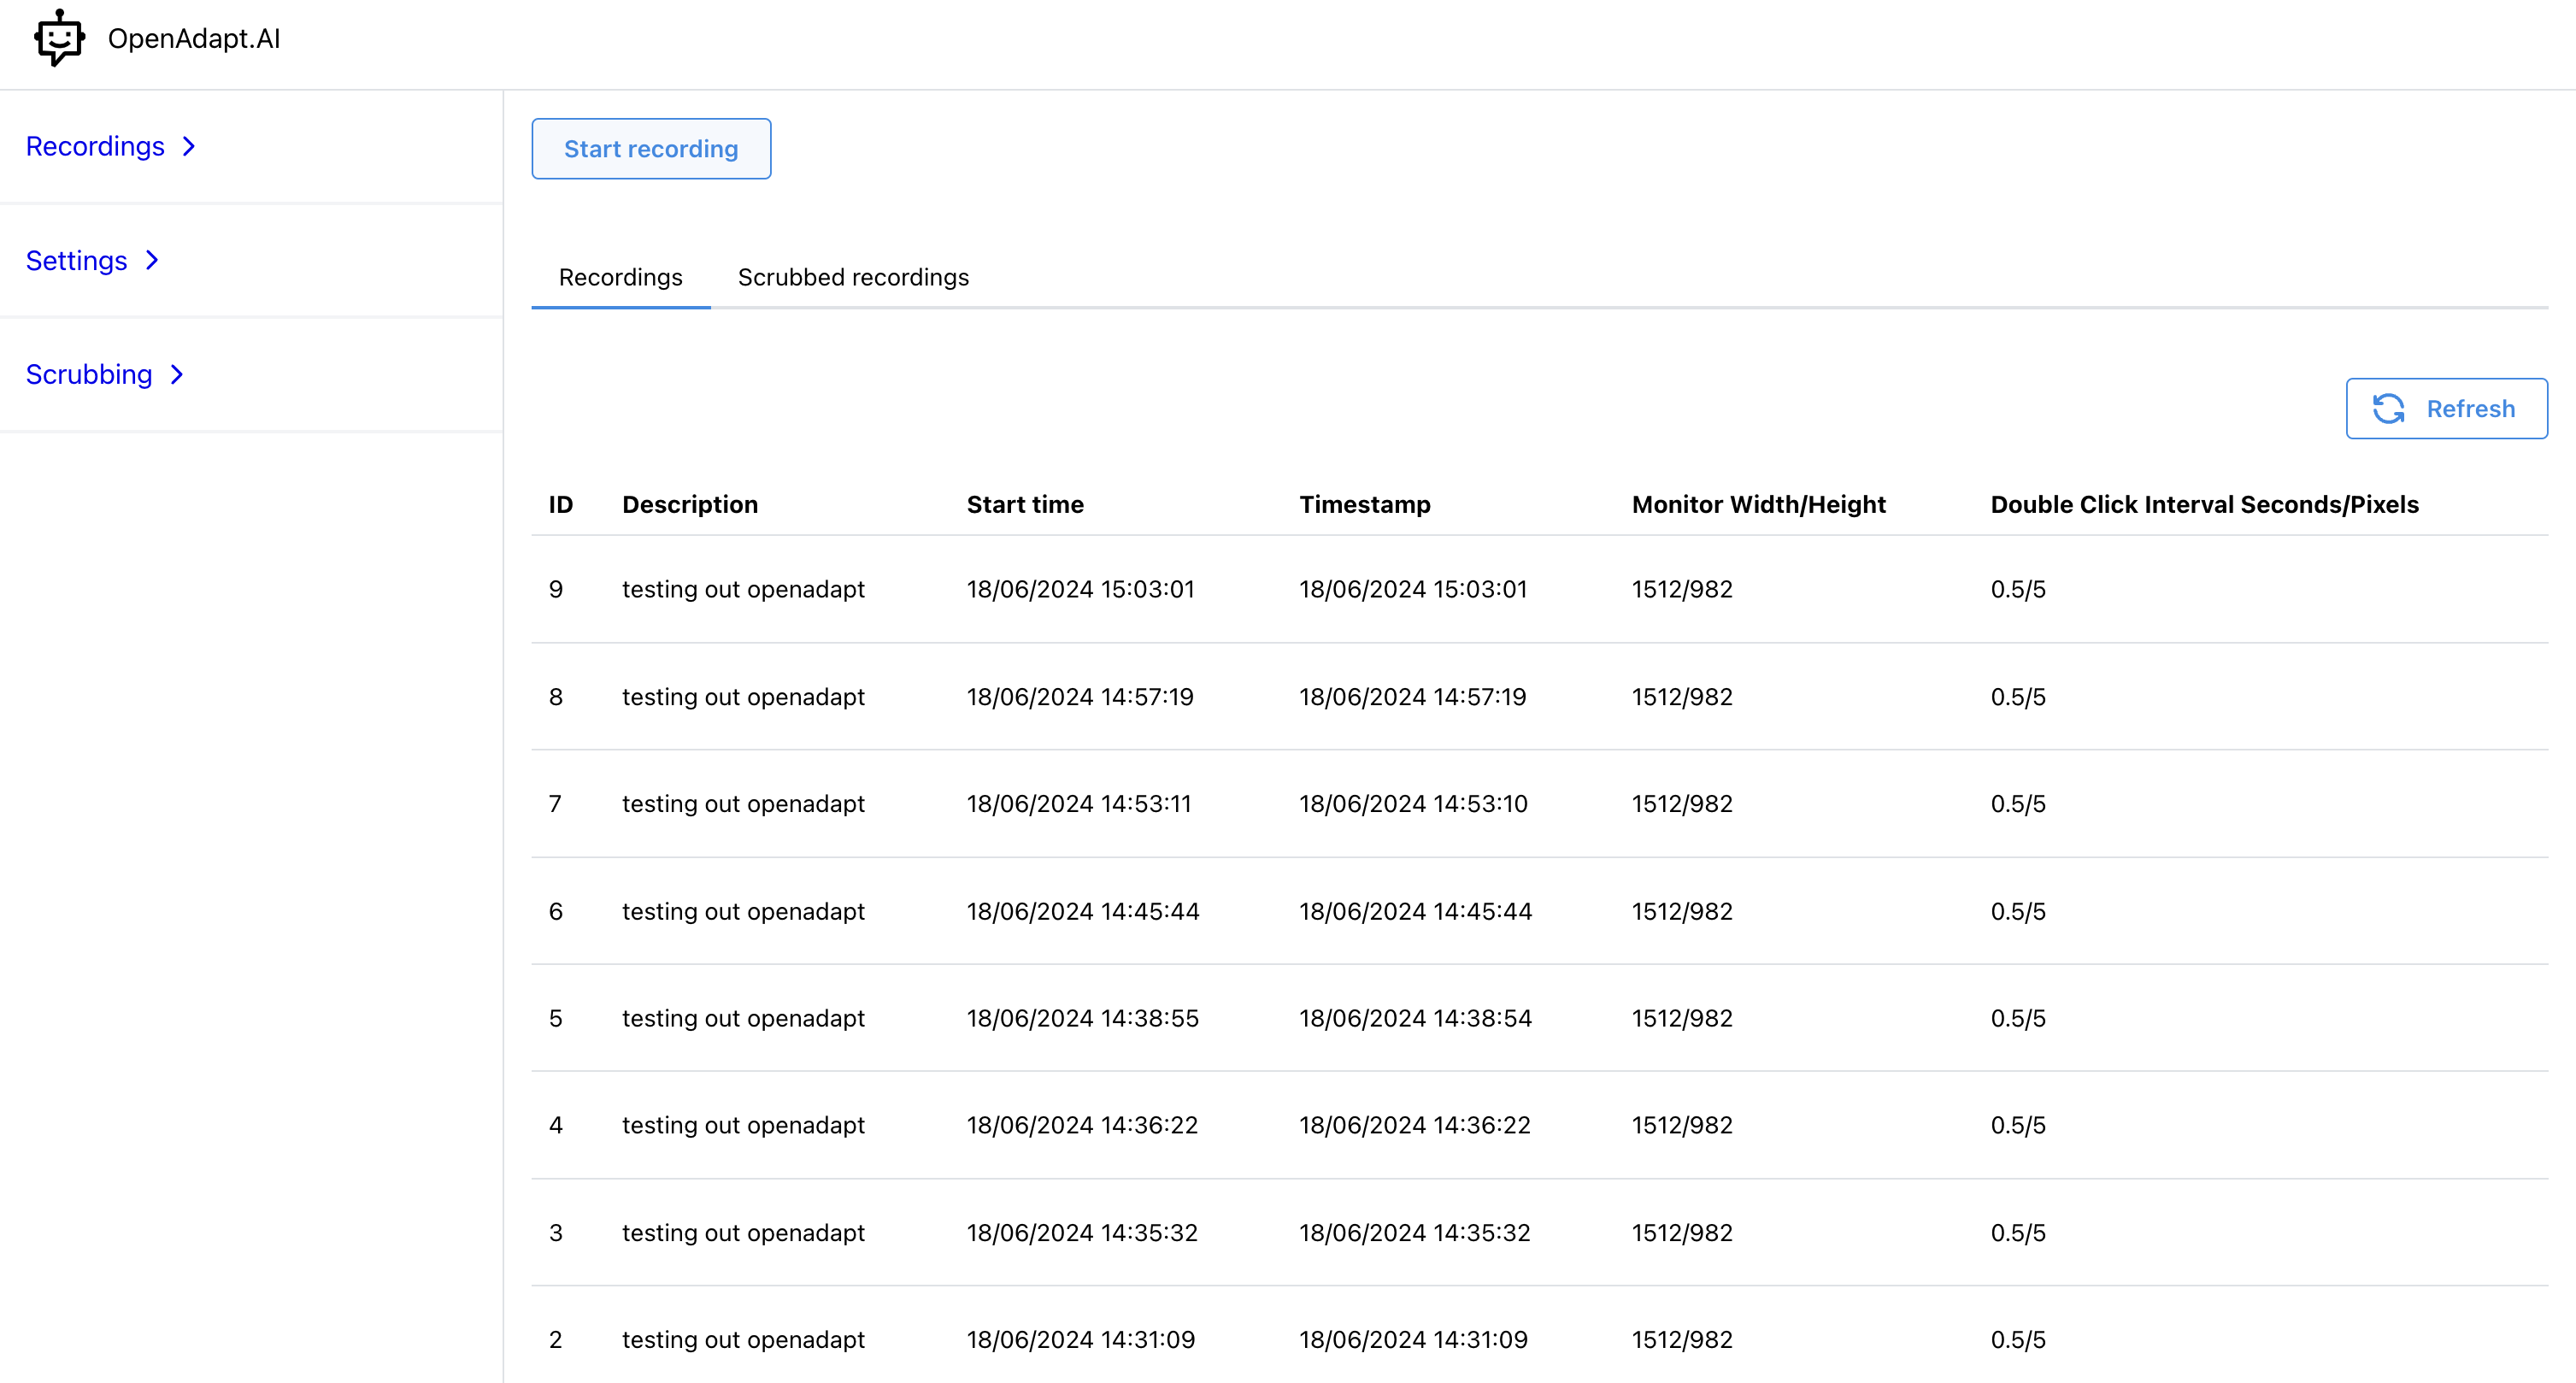 OpenAdapt.AI
Recordings
Settings
Scrubbing
Start recording
Recordings Scrubbed recordings
Refresh
ID Description Start time Timestamp Monitor Width/Height Double Click Interval Seconds/Pixels
9 testing out openadapt 18/06/2024 15:03:01 18/06/2024 15:03:01 1512/982 0.5/5
8 testing out openadapt 18/06/2024 14:57:19 18/06/2024 14:57:19 1512/982 0.5/5
7 testing out openadapt 18/06/2024 14:53:11 18/06/2024 14:53:10 1512/982 0.5/5
6 testing out openadapt 18/06/2024 14:45:44 18/06/2024 14:45:44 1512/982 0.5/5
5 testing out openadapt 18/06/2024 14:38:55 18/06/2024 14:38:54 1512/982 0.5/5
4 testing out openadapt 18/06/2024 14:36:22 18/06/2024 14:36:22 1512/982 0.5/5
3 testing out openadapt 18/06/2024 14:35:32 18/06/2024 14:35:32 1512/982 0.5/5
2 testing out openadapt 18/06/2024 14:31:09 18/06/2024 14:31:09 1512/982 0.5/5